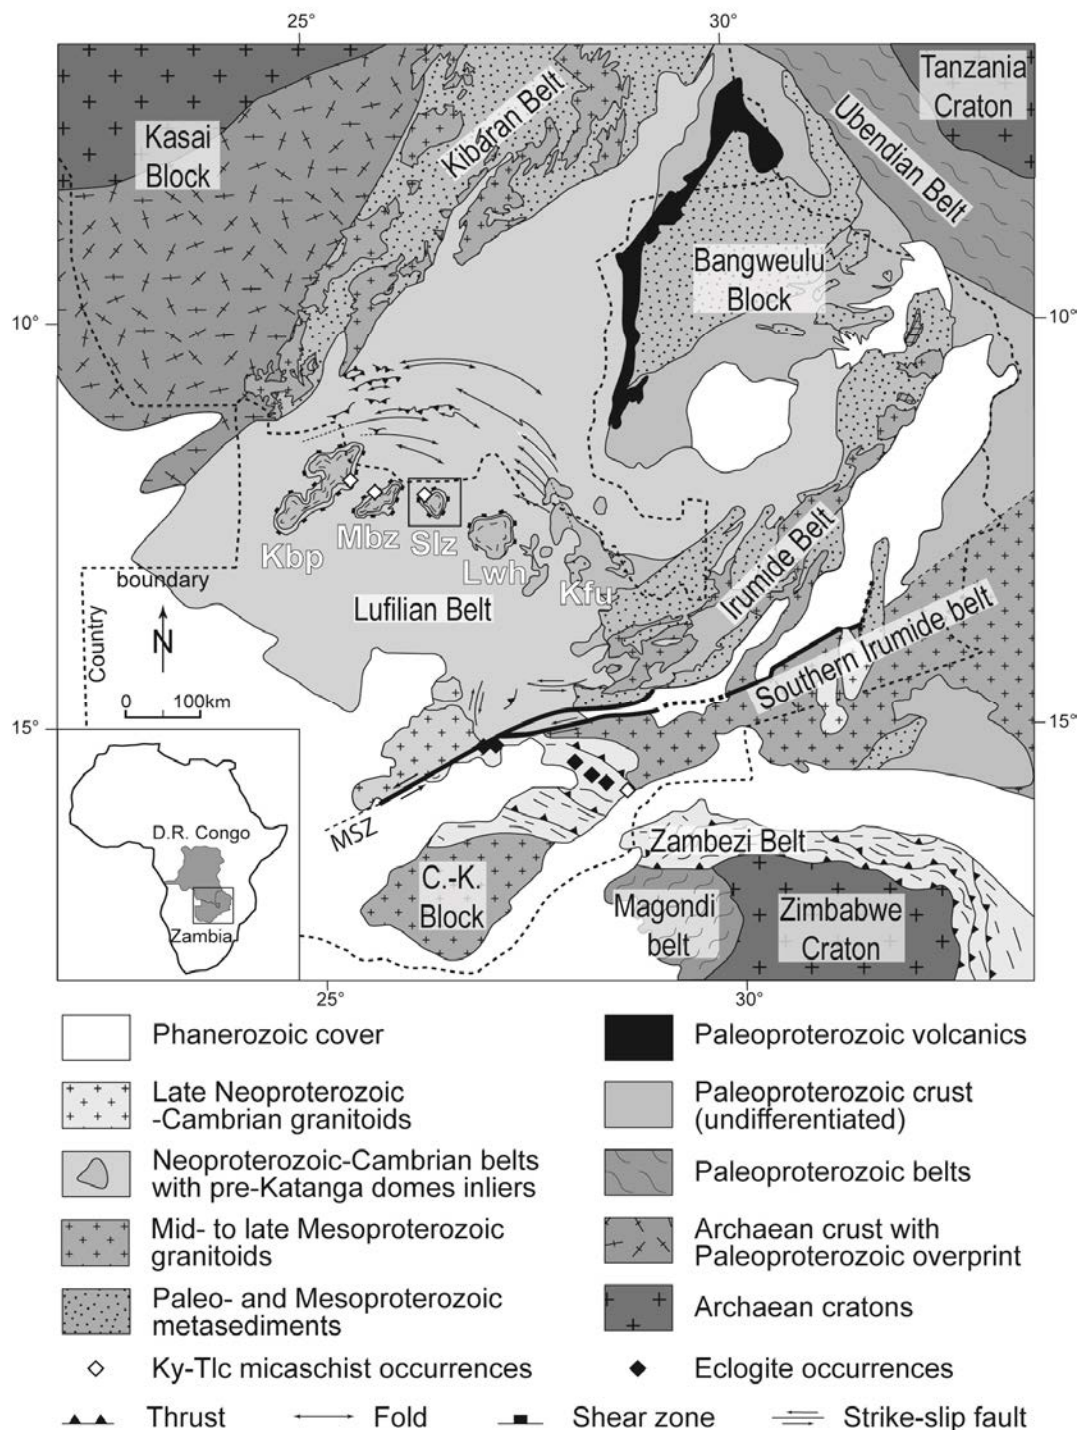 25°
30°
Tanzania
Craton
Kasai
Block
Kibaran Belt
Ubendian Belt
Bangweulu
Block
10°
10°
Kbp
Mbz
Slz
Lwh
Kfu
Lufilian Belt
Irumide Belt
Southern Irumide belt
boundary
Country
N
0 100km
15°
15°
MSZ
D.R. Congo
Zambia
C.-K.
Block
Zambezi Belt
Magondi
belt
Zimbabwe
Craton
25°
30°
Phanerozoic cover
Late Neoproterozoic
-Cambrian granitoids
Neoproterozoic-Cambrian belts
with pre-Katanga domes inliers
Mid- to late Mesoproterozoic
granitoids
Paleo- and Mesoproterozoic
metasediments
Ky-Tlc micaschist occurrences
Paleoproterozoic volcanics
Paleoproterozoic crust
(undifferentiated)
Paleoproterozoic belts
Archaean crust with
Paleoproterozoic overprint
Archaean cratons
Eclogite occurrences
Thrust
Fold
Shear zone
Strike-slip fault